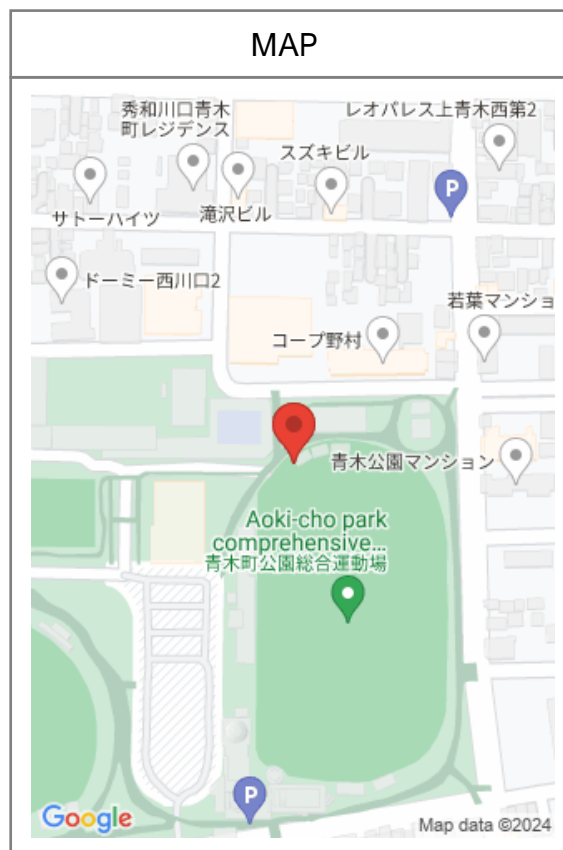 MAP
秀和川口青木
町レジデンス
レオパレス上青木西第2
スズキビル
P
サトーハイツ
滝沢ビル
ドーミー西川口2
若葉マンショ
コープ野村
青木公園マンション
Aoki-cho park
comprehensive...
青木町公園総合運動場
P
Google
Map data ©2024